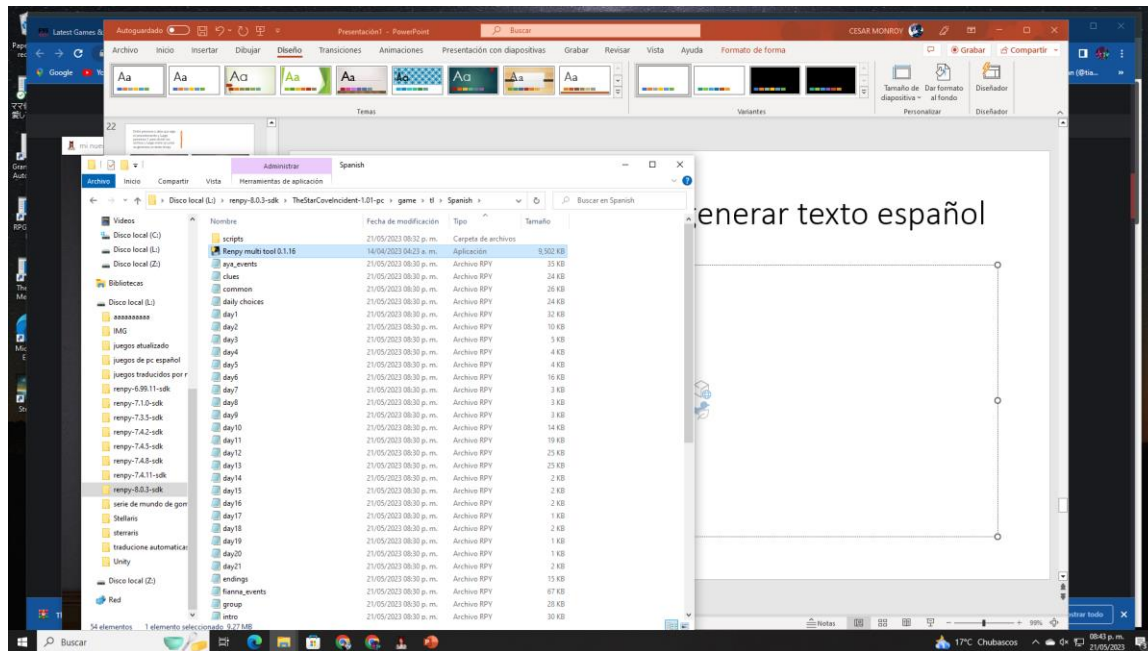 Latest Games &
Autoguardado
Presentación1 - PowerPoint
Buscar
CESAR MONROY
Archivo Inicio Insertar Dibujar Diseño Transiciones Animaciones Presentación con diapositivas Grabar Revisar Vista Ayuda Formato de forma
Grabar Compartir
Google
Aa Aa Aa Aa Aa Aa Aa Aa Aa
Tamaño de diapositiva
Dar formato al fondo
Diseñador
Temas
Variantes
Personalizar
Diseñador
22
mi nom
Administrar
Spanish
Archivo Inicio Compartir Vista Herramientas de aplicación
Disco local (L:) > renpy-8.0.3-sdk > TheStarCoveIncident-1.01-pc > game > tl > Spanish >
Buscar en Spanish
enerar texto español
Videos
Disco local (C:)
Disco local (L:)
Disco local (Z:)
Bibliotecas
Disco local (L:)
aaaaaaaaaa
IMG
juegos atualizado
juegos de pc español
juegos traducidos por r
renpy-6.99.11-sdk
renpy-7.1.0-sdk
renpy-7.3.5-sdk
renpy-7.4.2-sdk
renpy-7.4.5-sdk
renpy-7.4.8-sdk
renpy-7.4.11-sdk
renpy-8.0.3-sdk
serie de mundo de gom
Stellaris
sterraris
traducione automaticas
Unity
Disco local (Z:)
Red
Nombre Fecha de modificación Tipo Tamaño
scripts 21/05/2023 08:32 p. m. Carpeta de archivos
Renpy multi tool 0.1.16 14/04/2023 04:23 a. m. Aplicación 9,502 KB
aya_events 21/05/2023 08:30 p. m. Archivo RPY 35 KB
clues 21/05/2023 08:30 p. m. Archivo RPY 24 KB
common 21/05/2023 08:30 p. m. Archivo RPY 26 KB
daily choices 21/05/2023 08:30 p. m. Archivo RPY 24 KB
day1 21/05/2023 08:30 p. m. Archivo RPY 32 KB
day2 21/05/2023 08:30 p. m. Archivo RPY 10 KB
day3 21/05/2023 08:30 p. m. Archivo RPY 5 KB
day4 21/05/2023 08:30 p. m. Archivo RPY 4 KB
day5 21/05/2023 08:30 p. m. Archivo RPY 4 KB
day6 21/05/2023 08:30 p. m. Archivo RPY 16 KB
day7 21/05/2023 08:30 p. m. Archivo RPY 3 KB
day8 21/05/2023 08:30 p. m. Archivo RPY 3 KB
day9 21/05/2023 08:30 p. m. Archivo RPY 3 KB
day10 21/05/2023 08:30 p. m. Archivo RPY 14 KB
day11 21/05/2023 08:30 p. m. Archivo RPY 19 KB
day12 21/05/2023 08:30 p. m. Archivo RPY 25 KB
day13 21/05/2023 08:30 p. m. Archivo RPY 25 KB
day14 21/05/2023 08:30 p. m. Archivo RPY 2 KB
day15 21/05/2023 08:30 p. m. Archivo RPY 2 KB
day16 21/05/2023 08:30 p. m. Archivo RPY 2 KB
day17 21/05/2023 08:30 p. m. Archivo RPY 1 KB
day18 21/05/2023 08:30 p. m. Archivo RPY 2 KB
day19 21/05/2023 08:30 p. m. Archivo RPY 1 KB
day20 21/05/2023 08:30 p. m. Archivo RPY 1 KB
day21 21/05/2023 08:30 p. m. Archivo RPY 2 KB
endings 21/05/2023 08:30 p. m. Archivo RPY 15 KB
fianna_events 21/05/2023 08:30 p. m. Archivo RPY 87 KB
group 21/05/2023 08:30 p. m. Archivo RPY 28 KB
intro 21/05/2023 08:30 p. m. Archivo RPY 30 KB
54 elementos 1 elemento seleccionado 9.27 MB
Notas
99%
Buscar
17°C Chubascos
08:43 p. m.
21/05/2023